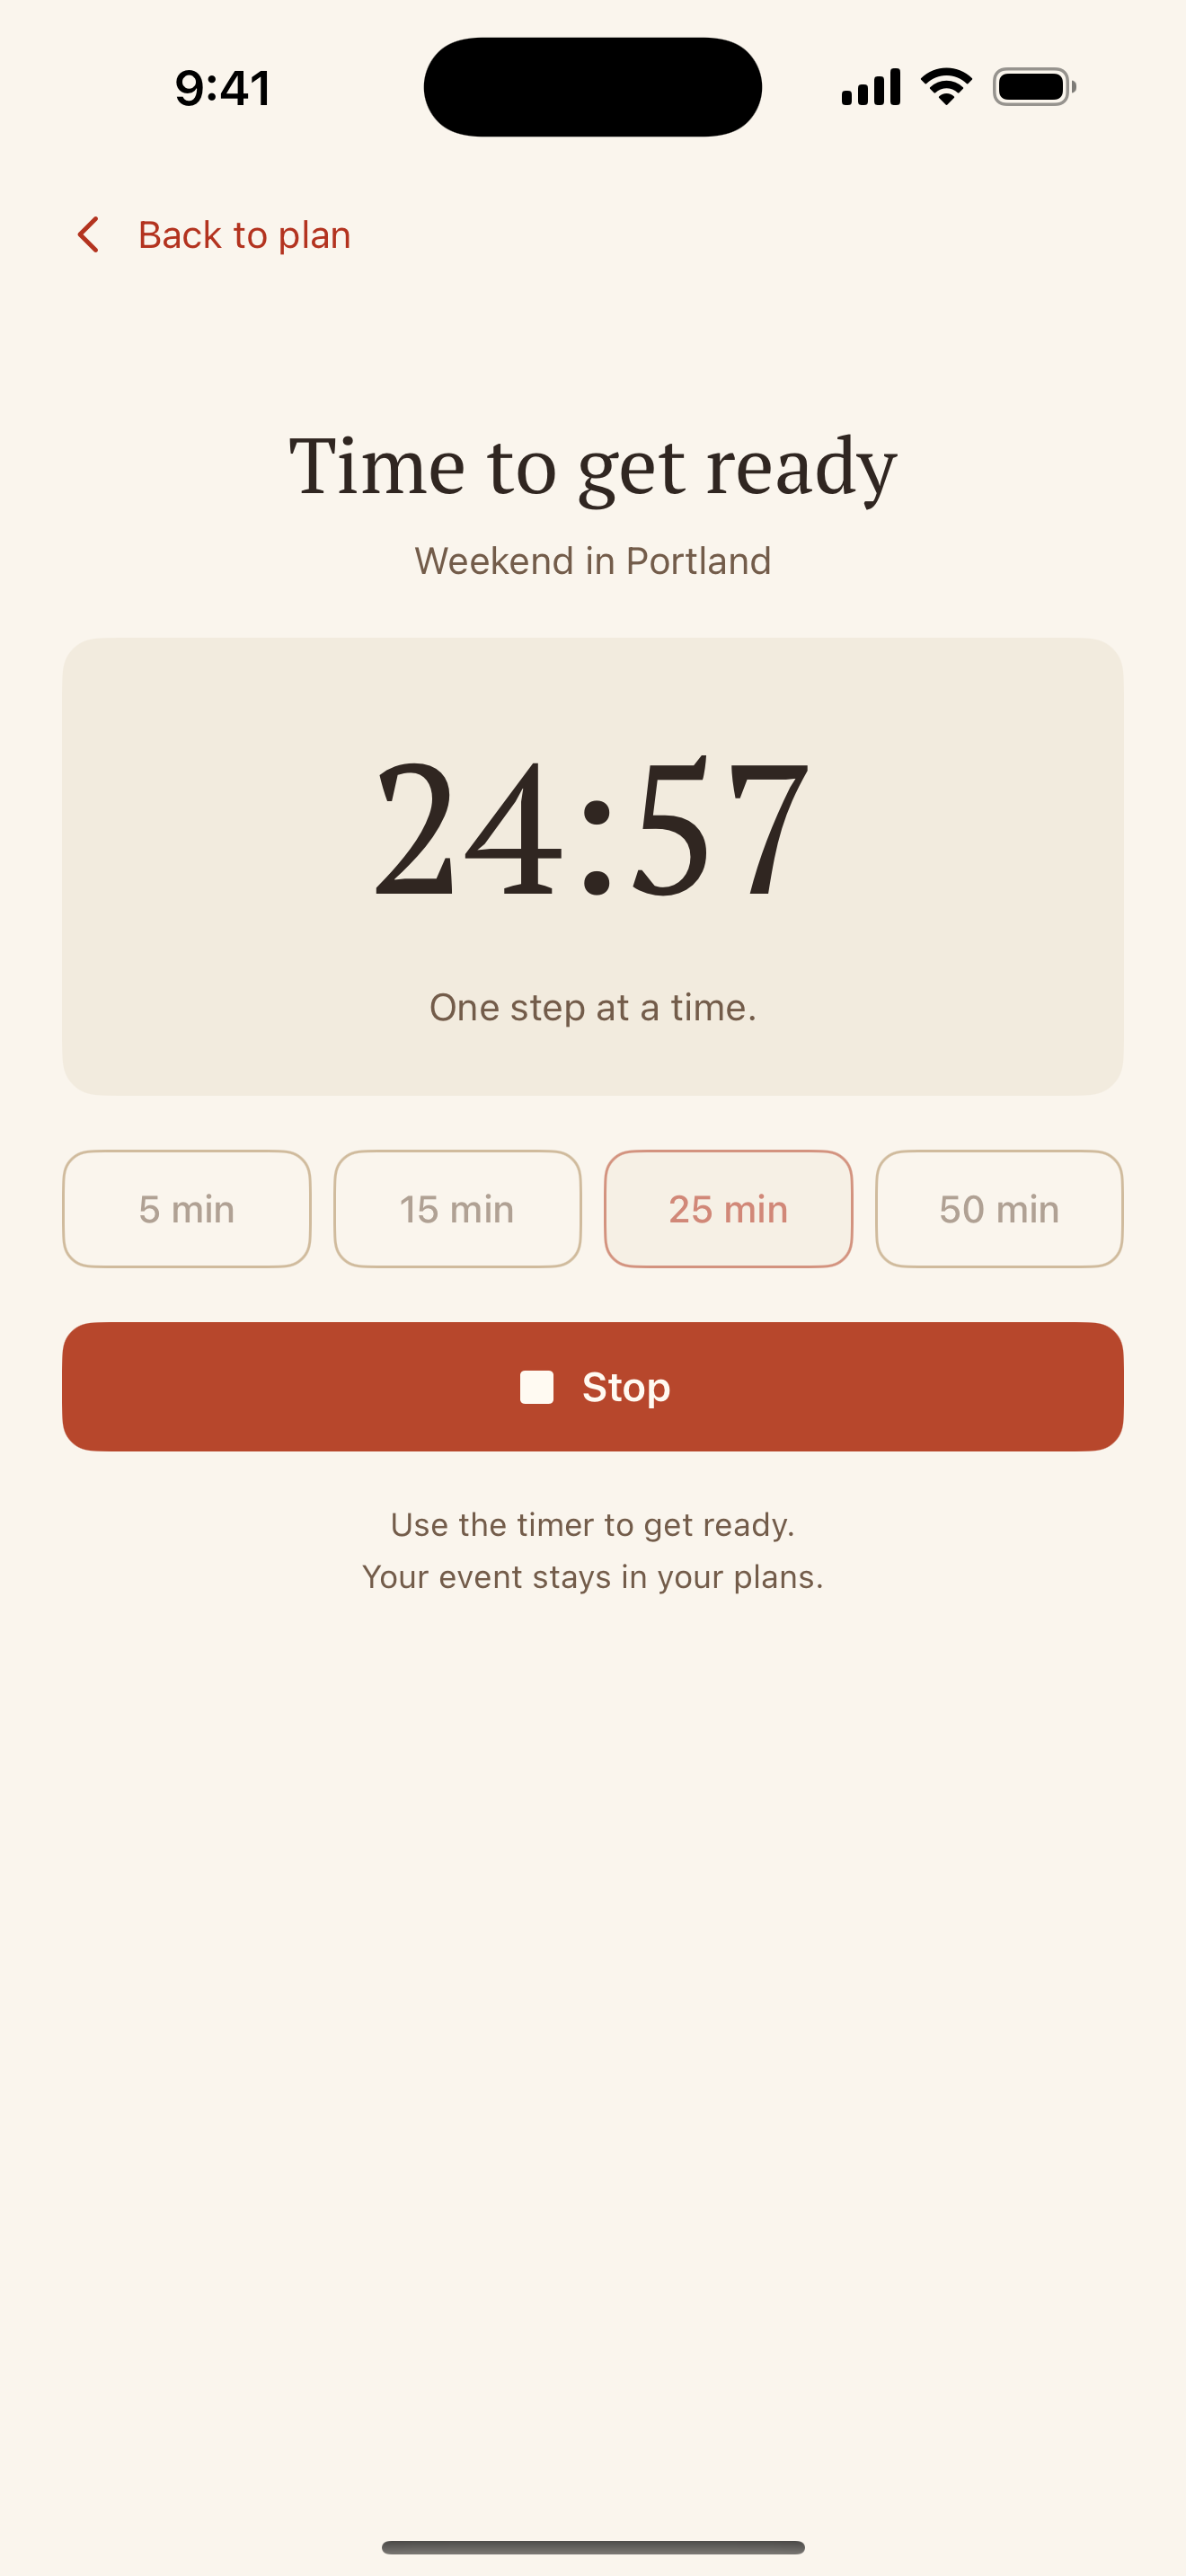 9:41
Back to plan
Time to get ready
Weekend in Portland
24:57
One step at a time.
5 min
15 min
25 min
50 min
Stop
Use the timer to get ready.
Your event stays in your plans.